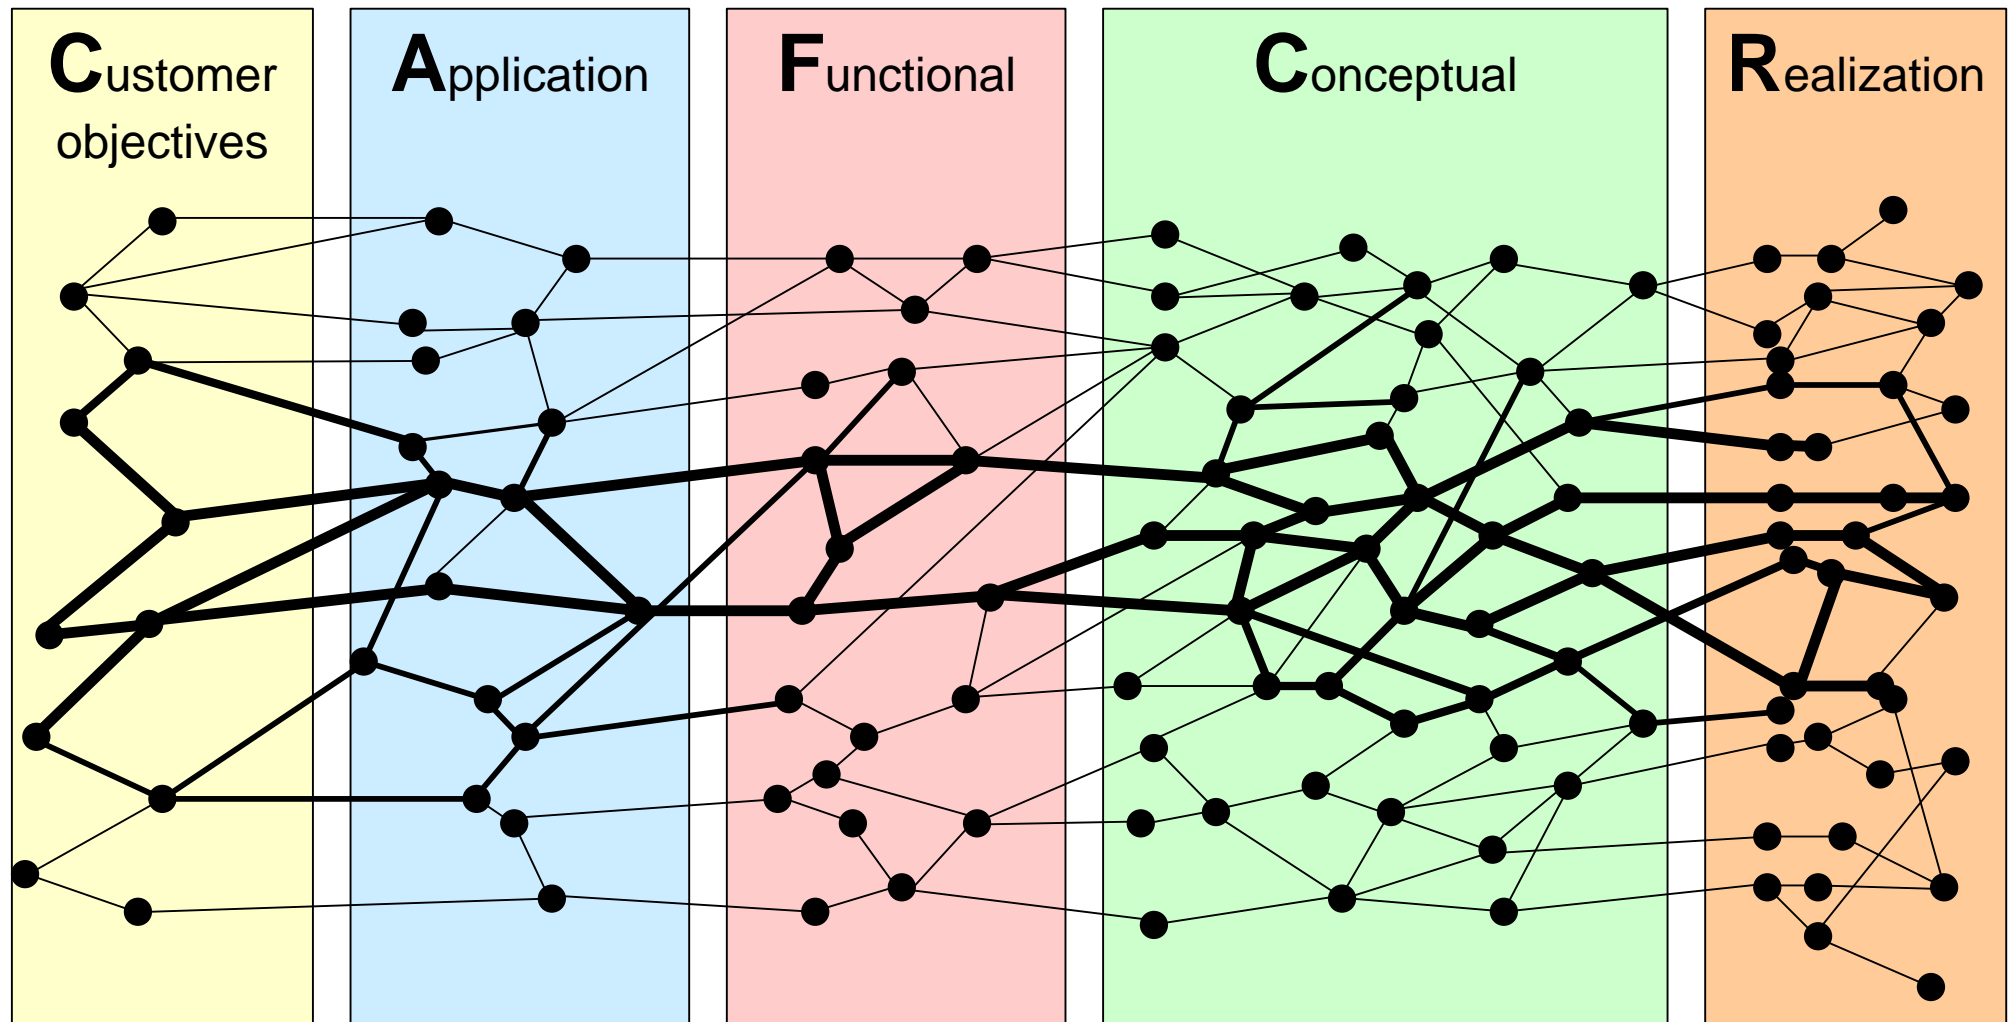 Customer
objectives
Application
Functional
Conceptual
Realization